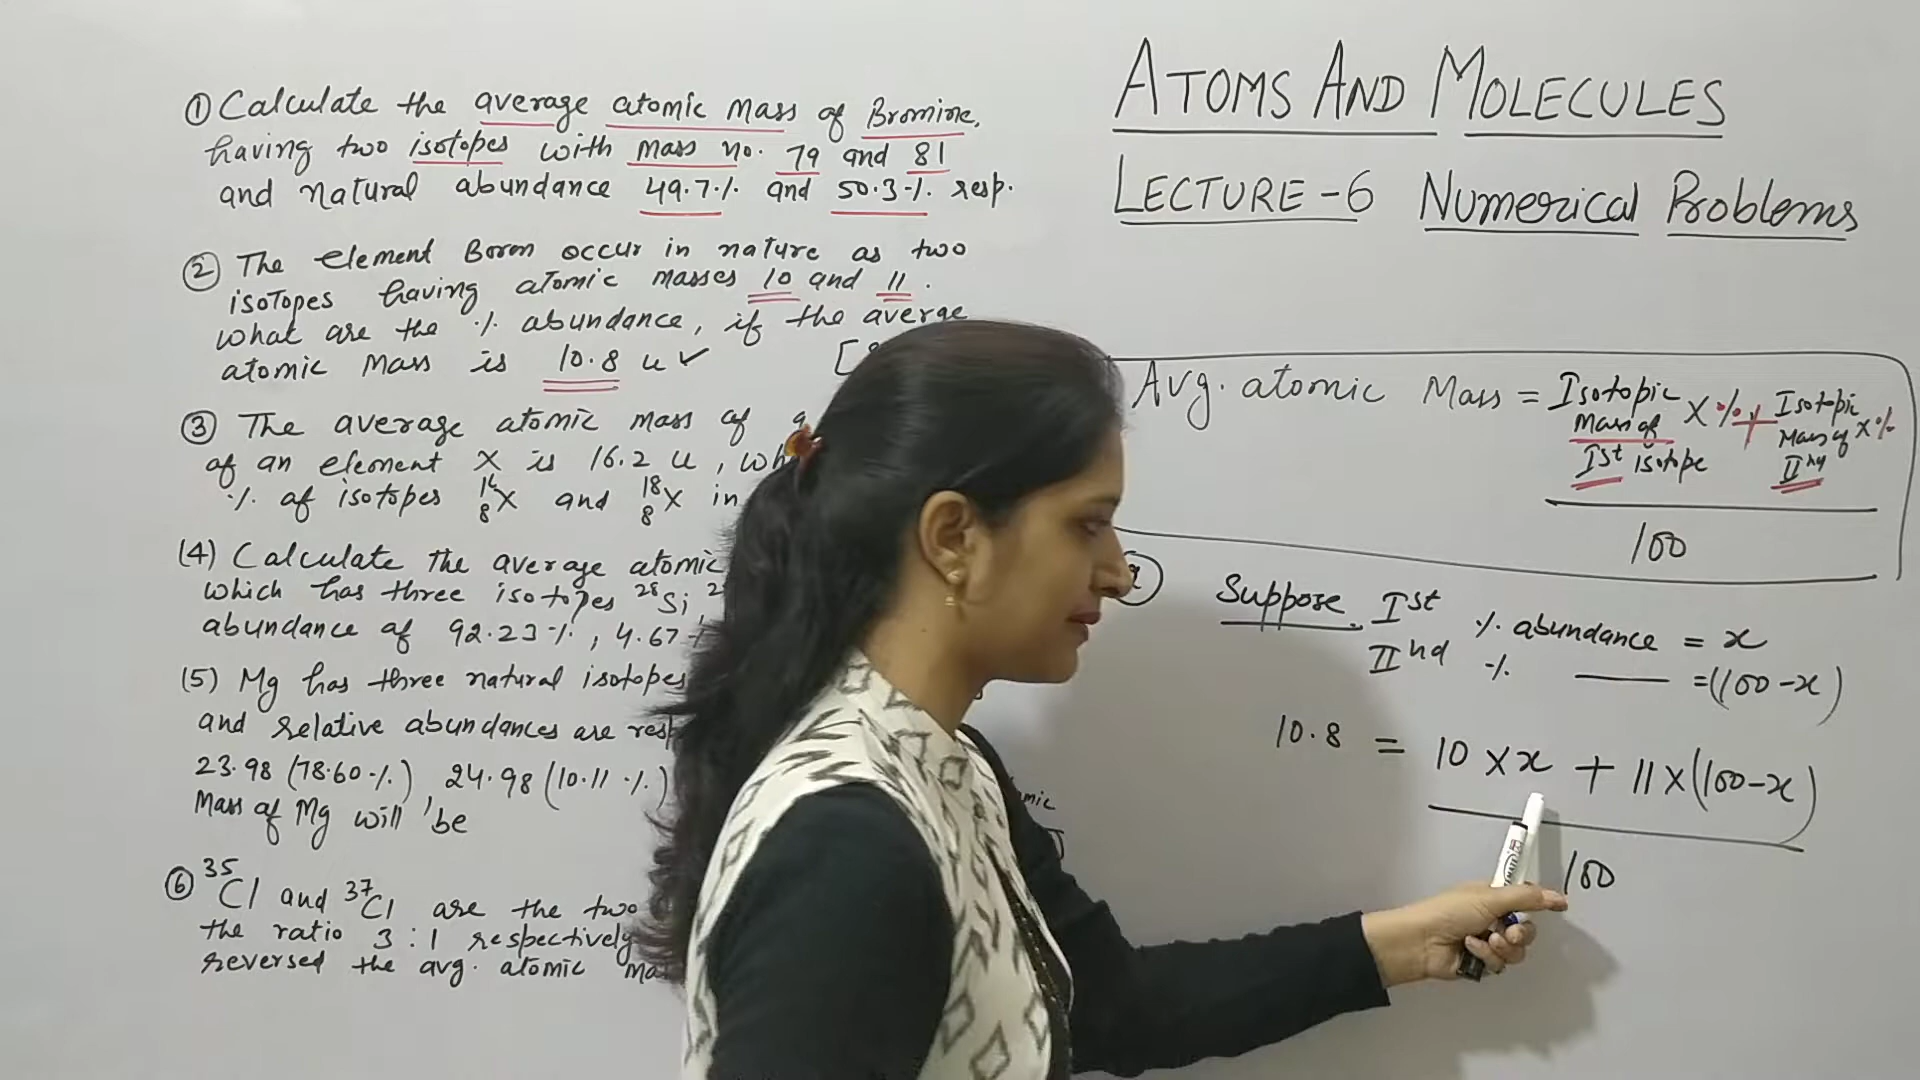 ① Calculate the average atomic Mass of Bromine,
having two isotopes with mass no. 79 and 81
and natural abundance 49.7% and 50.3% resp.
② The element Boron occur in nature as two
isotopes having atomic masses 10 and 11.
What are the % abundance, if the averge
atomic Mass is 10.8 u ✓ [
③ The average atomic mass of a
of an element X is 16.2 u,
% of isotopes ¹⁶₈X and ¹⁸₈X in
(4) Calculate the average atomic
which has three isotopes ²⁸Si,
abundance of 92.23%, 4.67%
(5) Mg has three natural isotopes
and relative abundances are
23.98 (78.60%), 24.98 (10.11%)
Mass of Mg will be
⑥ ³⁵Cl and ³⁷Cl are the two
the ratio 3:1 respectively
reversed the avg. atomic
ATOMS AND MOLECULES
LECTURE-6 Numerical Problems
Avg. atomic Mass = Isotopic Mass of Ist isotope X % + Isotopic Mass of IInd X %
100
Suppose Ist % abundance = x
IInd % —— = (100-x)
10.8 = 10 X x + 11 X (100-x)
100